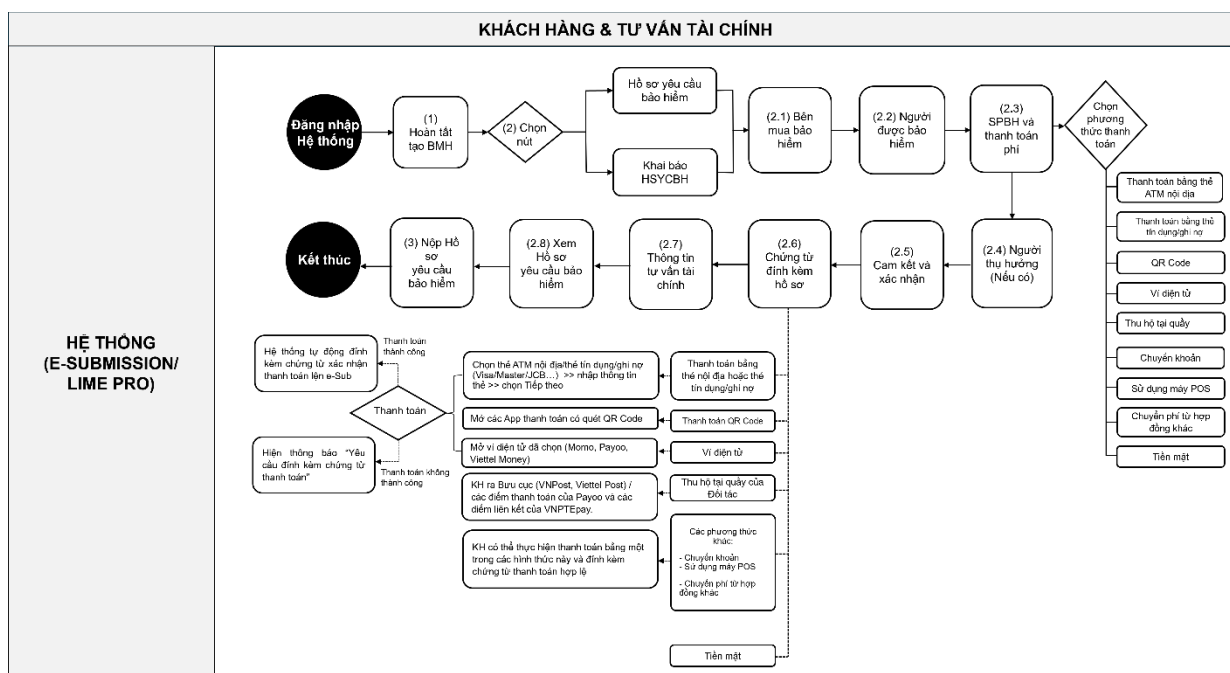 KHÁCH HÀNG & TƯ VẤN TÀI CHÍNH
HỆ THỐNG
(E-SUBMISSION/
LIME PRO)
Đăng nhập
Hệ thống
(1)
Hoàn tất
tạo BMH
(2) Chọn
nút
Hồ sơ yêu cầu
bảo hiểm
Khai báo
HSYCBH
(2.1) Bên
mua bảo
hiểm
(2.2) Người
được bảo
hiểm
(2.3)
SPBH và
thanh toán
phí
Chọn
phương
thức thanh
toán
Thanh toán bằng thẻ
ATM nội địa
Thanh toán bằng thẻ
tín dụng/ghi nợ
QR Code
Ví điện tử
Thu hộ tại quầy
Chuyển khoản
Sử dụng máy POS
Chuyển phí từ hợp
đồng khác
Tiền mặt
(2.4) Người
thụ hưởng
(Nếu có)
(2.5)
Cam kết và
xác nhận
(2.6)
Chứng từ
đính kèm
hồ sơ
(2.7)
Thông tin
tư vấn tài
chính
(2.8) Xem
Hồ sơ
yêu cầu bảo
hiểm
(3) Nộp Hồ
sơ
yêu cầu
bảo hiểm
Kết thúc
Hệ thống tự động đính
kèm chứng từ xác nhận
thanh toán lên e-Sub
Thanh toán
thành công
Thanh toán
Hiện thông báo “Yêu
cầu đính kèm chứng từ
thanh toán”
Thanh toán không
thành công
Chọn thẻ ATM nội địa/thẻ tín dụng/ghi nợ
(Visa/Master/JCB…) >> nhập thông tin
thẻ >> chọn Tiếp theo
Thanh toán bằng
thẻ nội địa hoặc thẻ
tín dụng/ghi nợ
Mở các App thanh toán có quét QR Code
Thanh toán QR Code
Mở ví điện tử đã chọn (Momo, Payoo,
Viettel Money)
Ví điện tử
KH ra Bưu cục (VNPost, Viettel Post) /
các điểm thanh toán của Payoo và các
điểm liên kết của VNPTEpay.
Thu hộ tại quầy của
Đối tác
KH có thể thực hiện thanh toán bằng một
trong các hình thức này và đính kèm
chứng từ thanh toán hợp lệ
Các phương thức
khác:
- Chuyển khoản
- Sử dụng máy POS
- Chuyển phí từ hợp
đồng khác
Tiền mặt